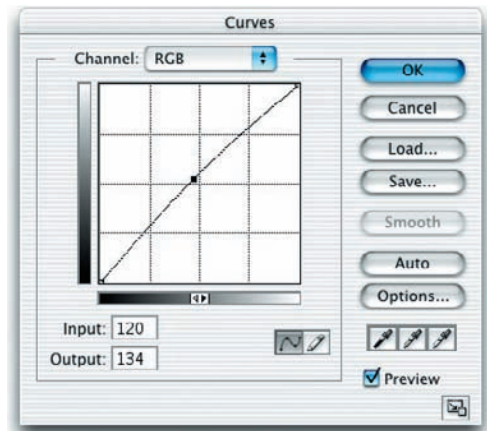 Curves
Channel: RGB
OK
Cancel
Load...
Save...
Smooth
Auto
Options...
Input: 120
Output: 134
Preview